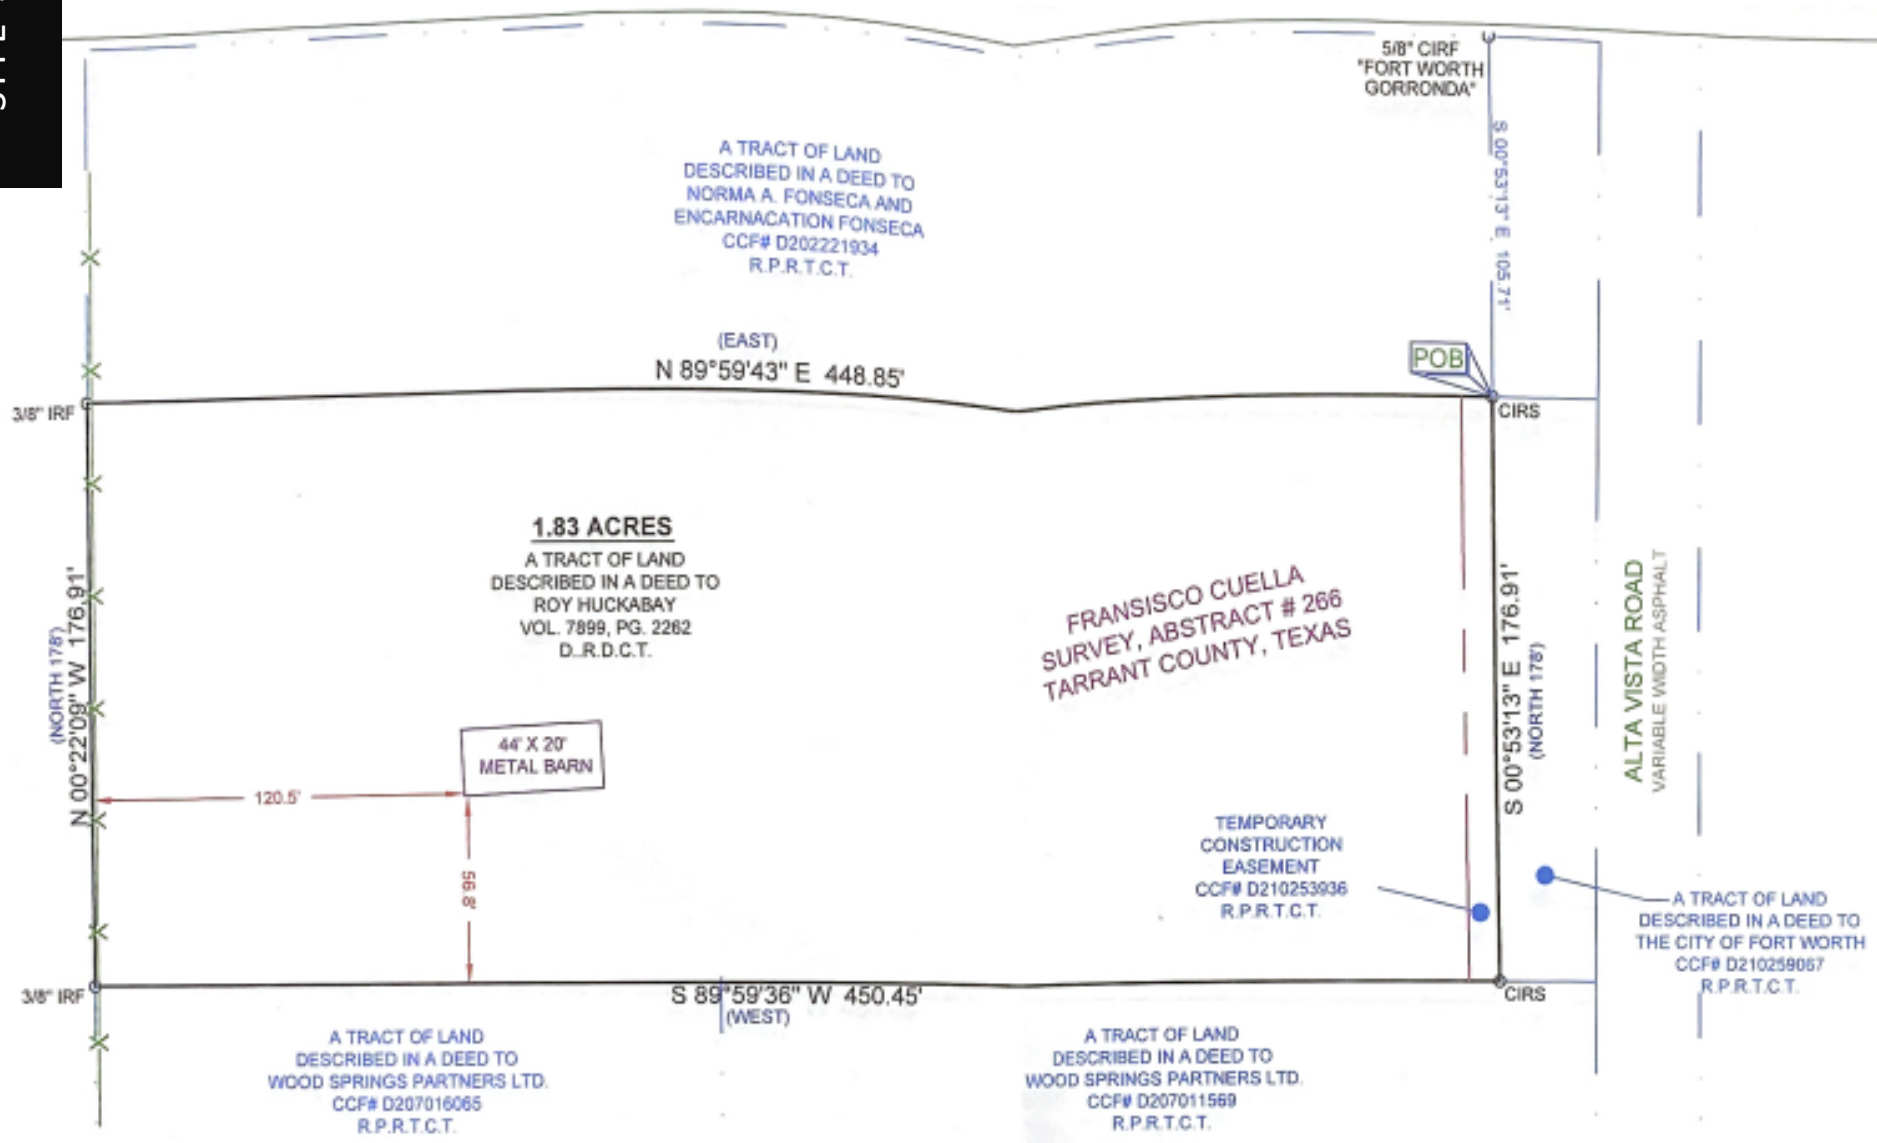 5/8" CIRF
"FORT WORTH
GORRONDA"
S 00°53'13" E 105.71'
A TRACT OF LAND
DESCRIBED IN A DEED TO
NORMA A. FONSECA AND
ENCARNACATION FONSECA
CCF# D202221934
R.P.R.T.C.T.
(EAST)
N 89°59'43" E 448.85'
POB
3/8" IRF
CIRS
1.83 ACRES
A TRACT OF LAND
DESCRIBED IN A DEED TO
ROY HUCKABAY
VOL. 7899, PG. 2262
D..R.D.C.T.
FRANSISCO CUELLA
SURVEY, ABSTRACT # 266
TARRANT COUNTY, TEXAS
(NORTH 178')
N 00°22'09" W 176.91'
S 00°53'13" E 176.91'
(NORTH 178')
ALTA VISTA ROAD
VARIABLE WIDTH ASPHALT
44' X 20'
METAL BARN
120.5'
56.8'
TEMPORARY
CONSTRUCTION
EASEMENT
CCF# D210253936
R.P.R.T.C.T.
A TRACT OF LAND
DESCRIBED IN A DEED TO
THE CITY OF FORT WORTH
CCF# D210259067
R.P.R.T.C.T.
3/8" IRF
S 89°59'36" W 450.45'
(WEST)
CIRS
A TRACT OF LAND
DESCRIBED IN A DEED TO
WOOD SPRINGS PARTNERS LTD.
CCF# D207016065
R.P.R.T.C.T.
A TRACT OF LAND
DESCRIBED IN A DEED TO
WOOD SPRINGS PARTNERS LTD.
CCF# D207011569
R.P.R.T.C.T.